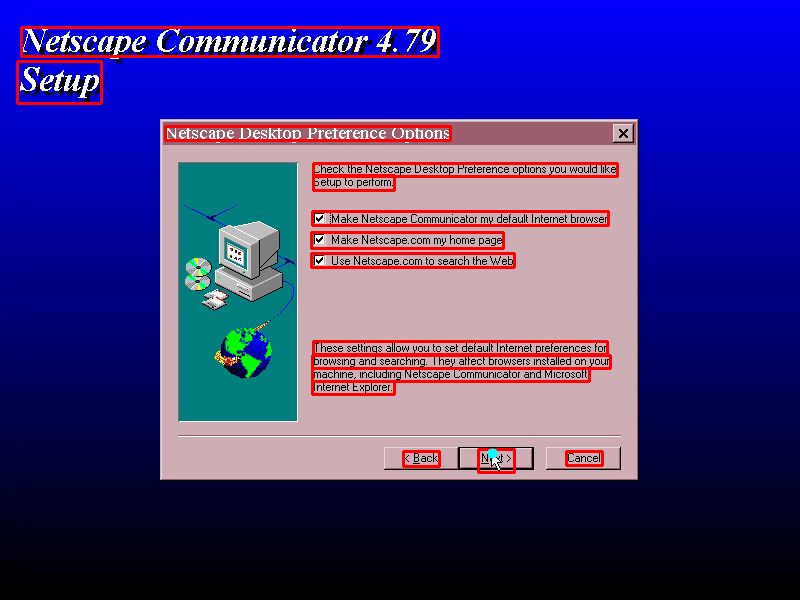 Netscape Communicator 4.79
Setup
Netscape Desktop Preference Options
Check the Netscape Desktop Preference options you would like
Setup to perform.
Make Netscape Communicator my default Internet browser
Make Netscape.com my home page
Use Netscape.com to search the Web
These settings allow you to set default Internet preferences for
browsing and searching. They affect browsers installed on your
machine, including Netscape Communicator and Microsoft
Internet Explorer.
< Back Next > Cancel